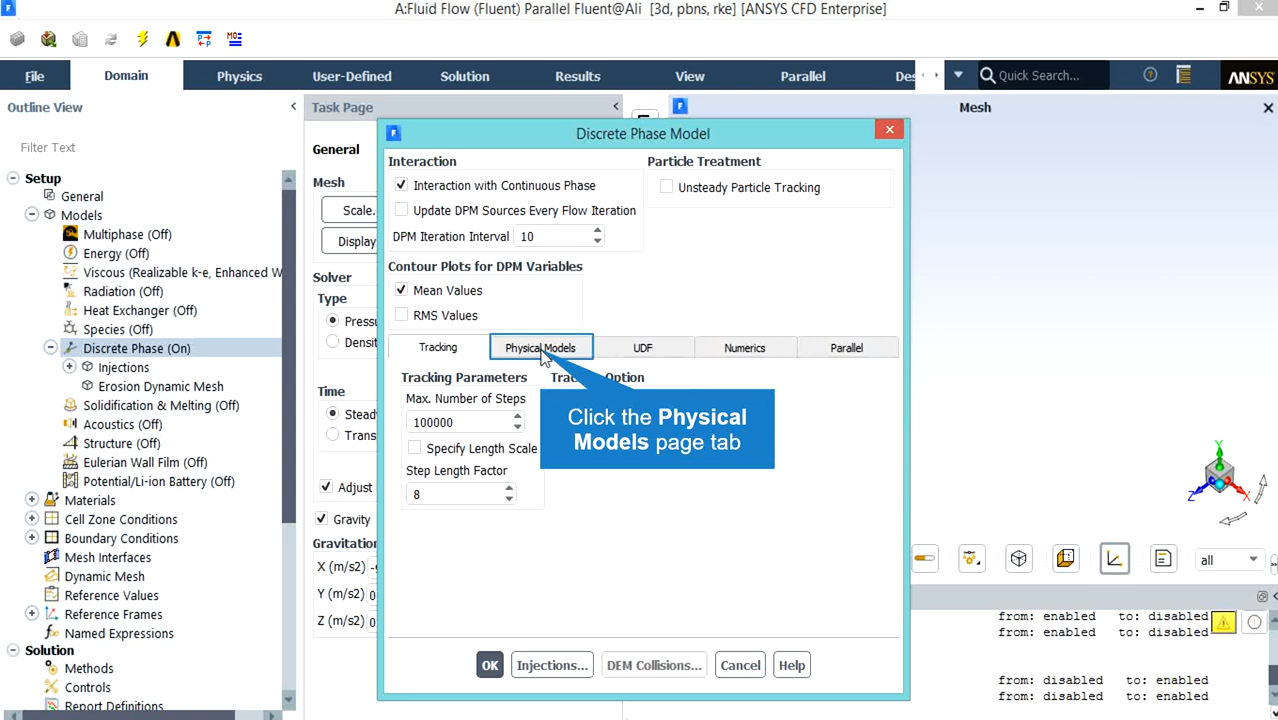 A:Fluid Flow (Fluent) Parallel Fluent@Ali [3d, pbns, rke] [ANSYS CFD Enterprise]
File
Domain
Physics
User-Defined
Solution
Results
View
Parallel
Des
Quick Search...
ANSYS
Outline View
Filter Text
Setup
General
Models
Multiphase (Off)
Energy (Off)
Viscous (Realizable k-e, Enhanced W
Radiation (Off)
Heat Exchanger (Off)
Species (Off)
Discrete Phase (On)
Injections
Erosion Dynamic Mesh
Solidification & Melting (Off)
Acoustics (Off)
Structure (Off)
Eulerian Wall Film (Off)
Potential/Li-ion Battery (Off)
Materials
Cell Zone Conditions
Boundary Conditions
Mesh Interfaces
Dynamic Mesh
Reference Values
Reference Frames
Named Expressions
Solution
Methods
Controls
Report Definitions
Task Page
General
Mesh
Scale.
Display
Solver
Type
Pressu
Densit
Time
Steady
Trans
Adjust
Gravity
Gravitation
X (m/s2)
Y (m/s2) 0
Z (m/s2) 0
Discrete Phase Model
Interaction
Interaction with Continuous Phase
Update DPM Sources Every Flow Iteration
DPM Iteration Interval 10
Particle Treatment
Unsteady Particle Tracking
Contour Plots for DPM Variables
Mean Values
RMS Values
Tracking
Physical Models
UDF
Numerics
Parallel
Tracking Parameters
Max. Number of Steps
100000
Specify Length Scale
Step Length Factor
8
Option
Click the Physical
Models page tab
OK
Injections...
DEM Collisions...
Cancel
Help
Mesh
Y
Z
X
all
from: enabled to: disabled
from: enabled to: disabled
from: disabled to: enabled
from: disabled to: enabled